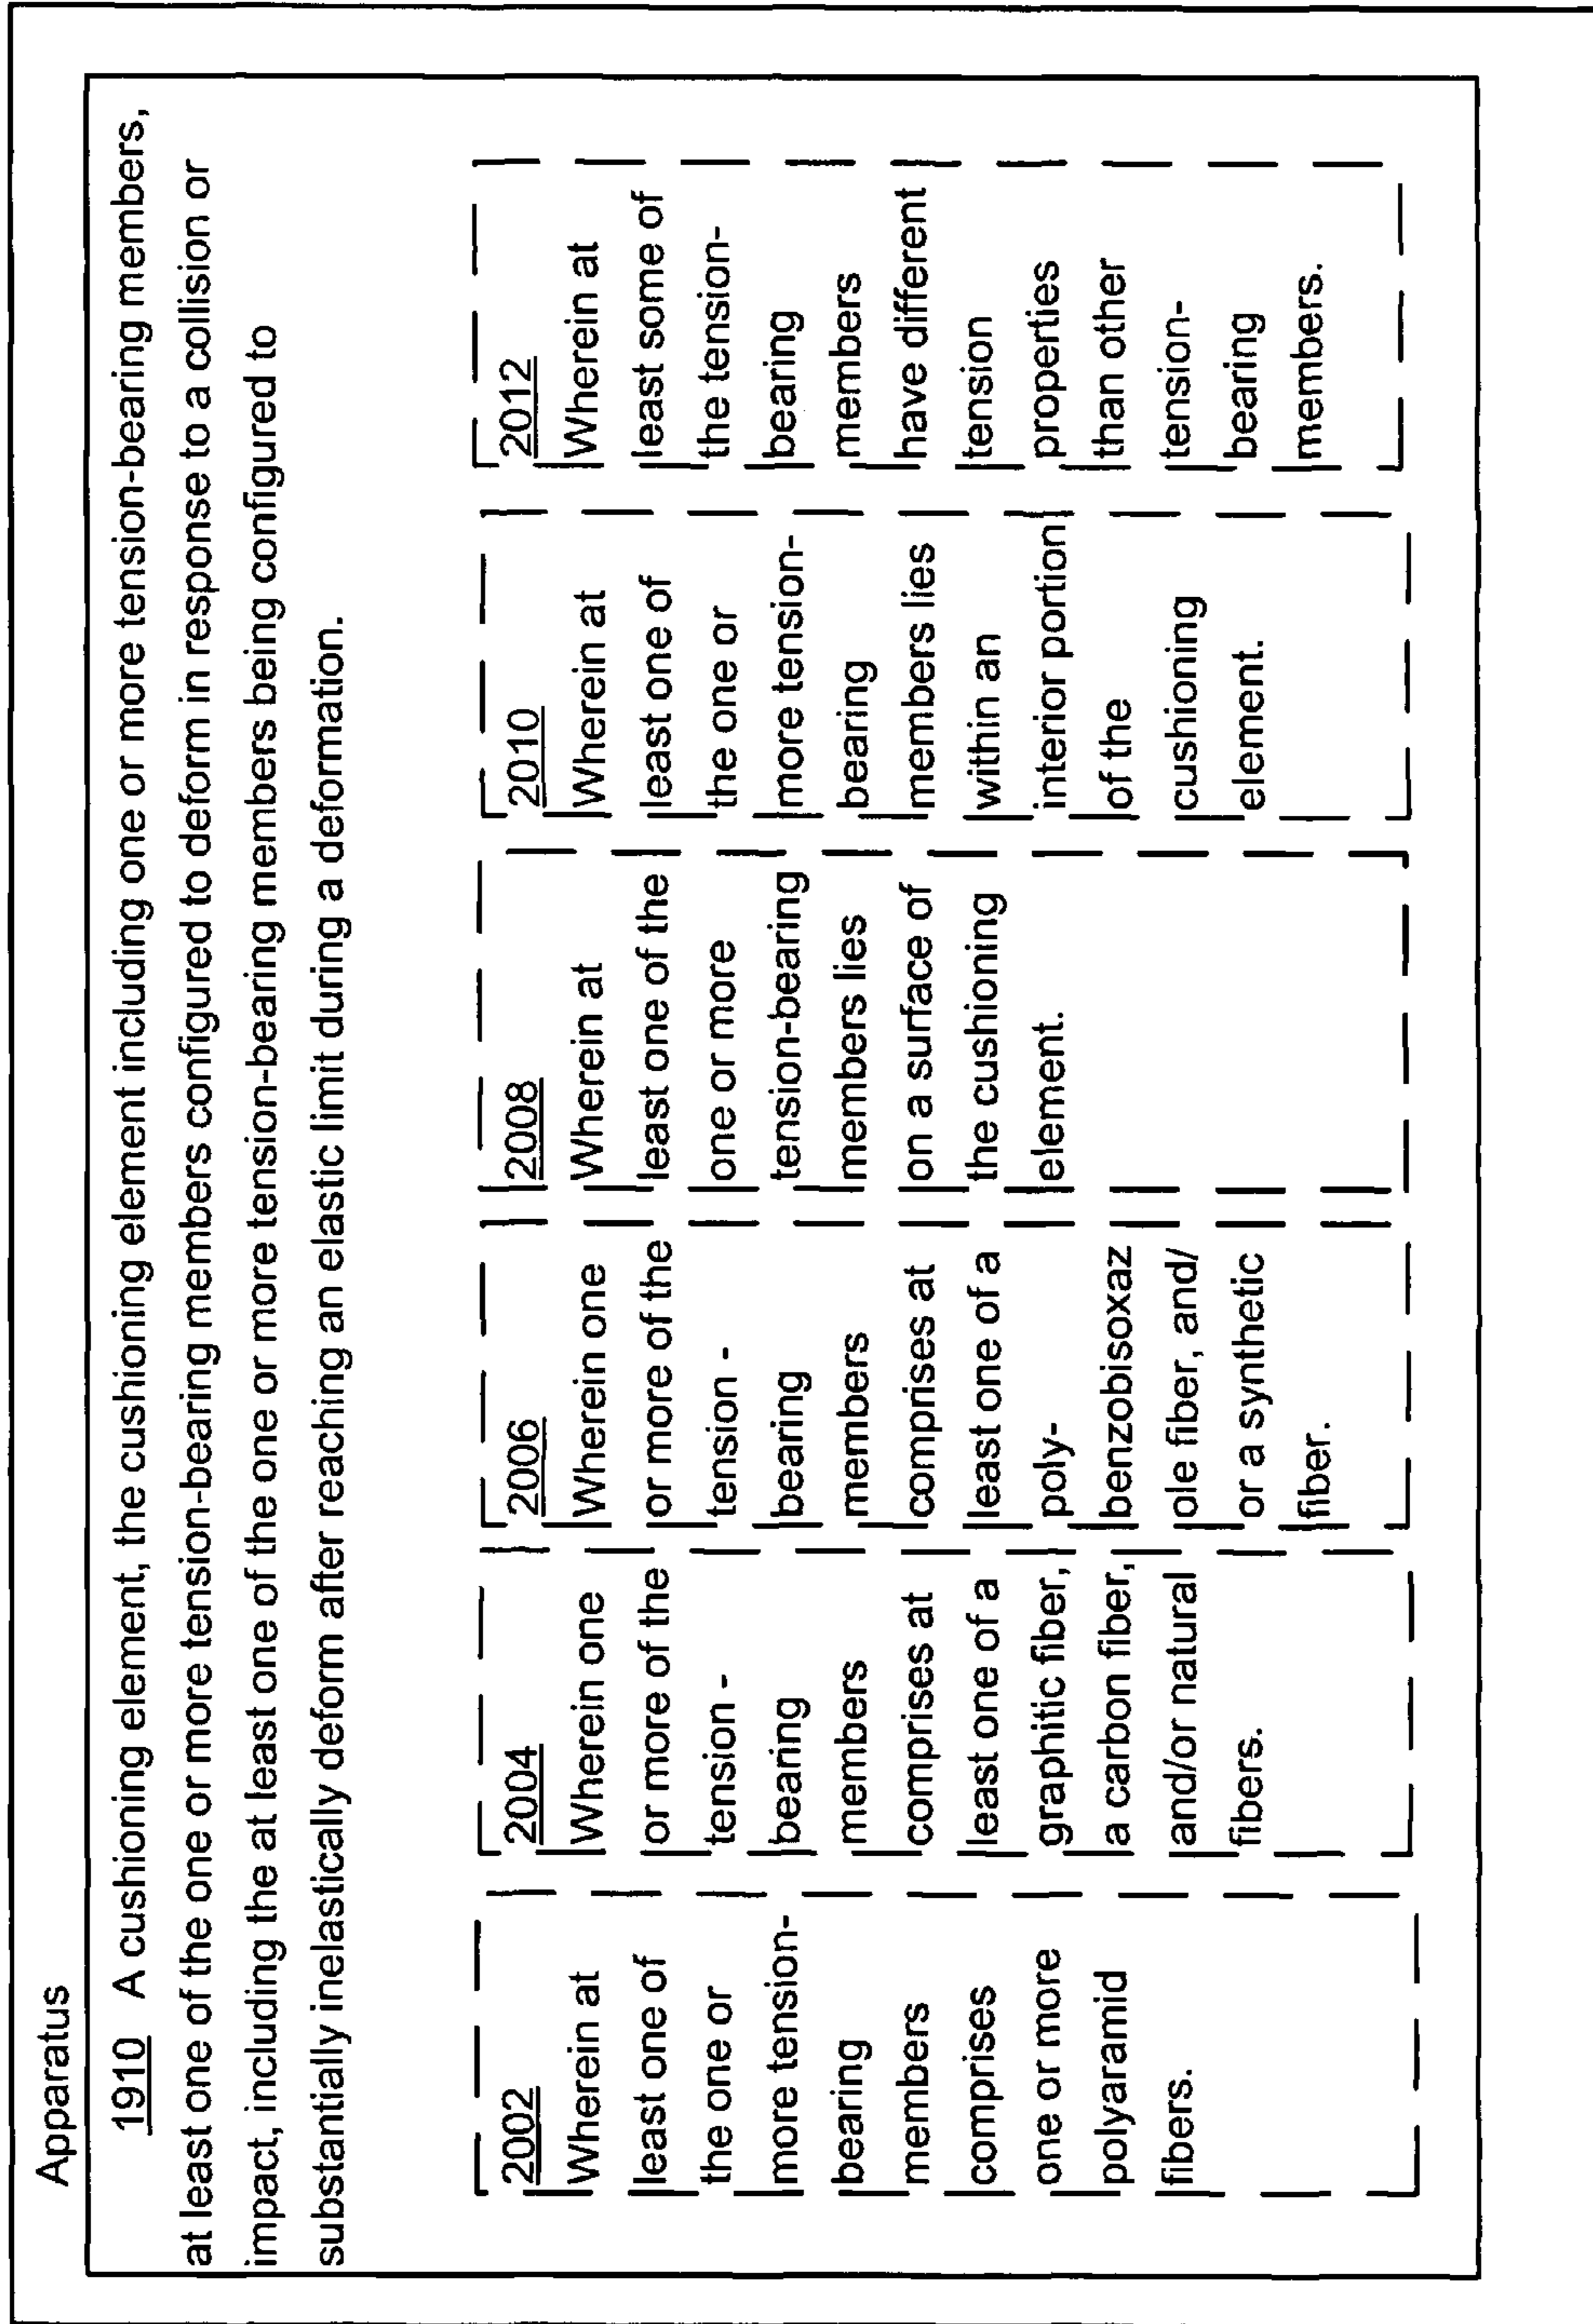 Apparatus
1910 A cushioning element, the cushioning element including one or more tension-bearing members,
at least one of the one or more tension-bearing members configured to deform in response to a collision or
impact, including the at least one of the one or more tension-bearing members being configured to
substantially inelastically deform after reaching an elastic limit during a deformation.
2002
Wherein at
least one of
the one or
more tension-
bearing
members
comprises
one or more
polyaramid
fibers.
2004
Wherein one
or more of the
tension -
bearing
members
comprises at
least one of a
graphitic fiber,
a carbon fiber,
and/or natural
fibers.
2006
Wherein one
or more of the
tension -
bearing
members
comprises at
least one of a
poly-
benzobisoxaz
ole fiber, and/
or a synthetic
fiber.
2008
Wherein at
least one of the
one or more
tension-bearing
members lies
on a surface of
the cushioning
element.
2010
Wherein at
least one of
the one or
more tension-
bearing
members lies
within an
interior portion
of the
cushioning
element.
2012
Wherein at
least some of
the tension-
bearing
members
have different
tension
properties
than other
tension-
bearing
members.